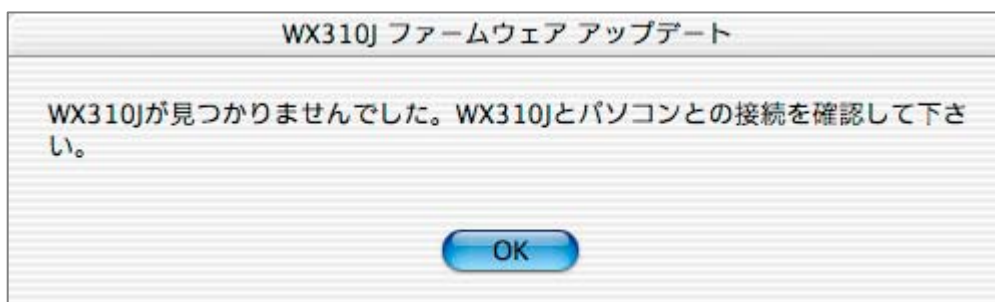 WX310J ファームウェア アップデート
WX310Jが見つかりませんでした。WX310Jとパソコンとの接続を確認して下さ
い。
OK